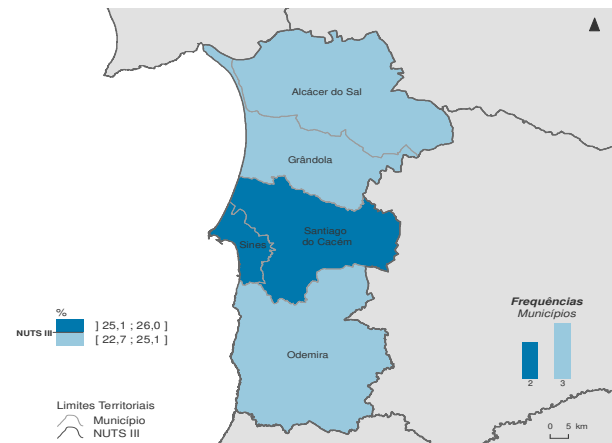 Alcácer do Sal
Grândola
Santiago
do Cacém
Sines
Odemira
%
NUTS III
] 25,1 ; 26,0 ]
[ 22,7 ; 25,1 ]
Limites Territoriais
Município
NUTS III
Frequências
Municípios
2 3
0 5 km